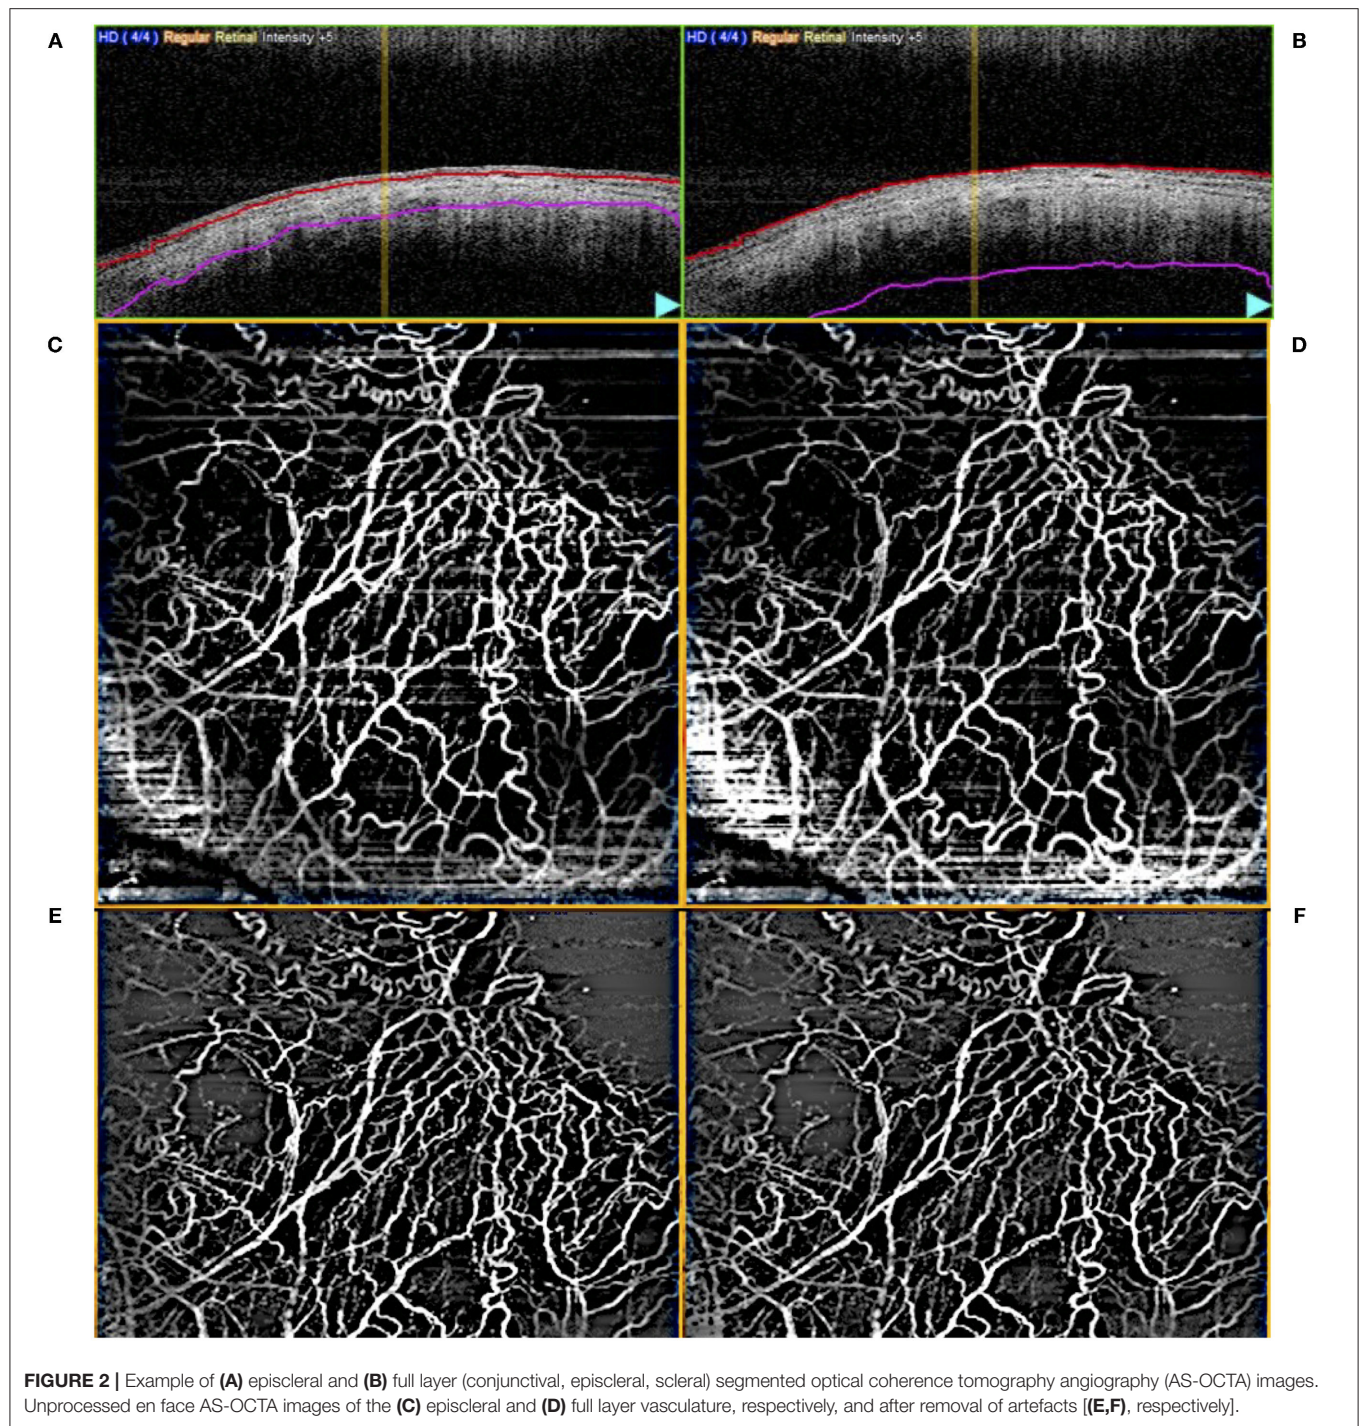 A
HD ( 4/4 ) Regular Retinal Intensity +5
HD ( 4/4 ) Regular Retinal Intensity +5
B
C
D
E
F
FIGURE 2 | Example of (A) episcleral and (B) full layer (conjunctival, episcleral, scleral) segmented optical coherence tomography angiography (AS-OCTA) images.
Unprocessed en face AS-OCTA images of the (C) episcleral and (D) full layer vasculature, respectively, and after removal of artefacts [(E,F), respectively].